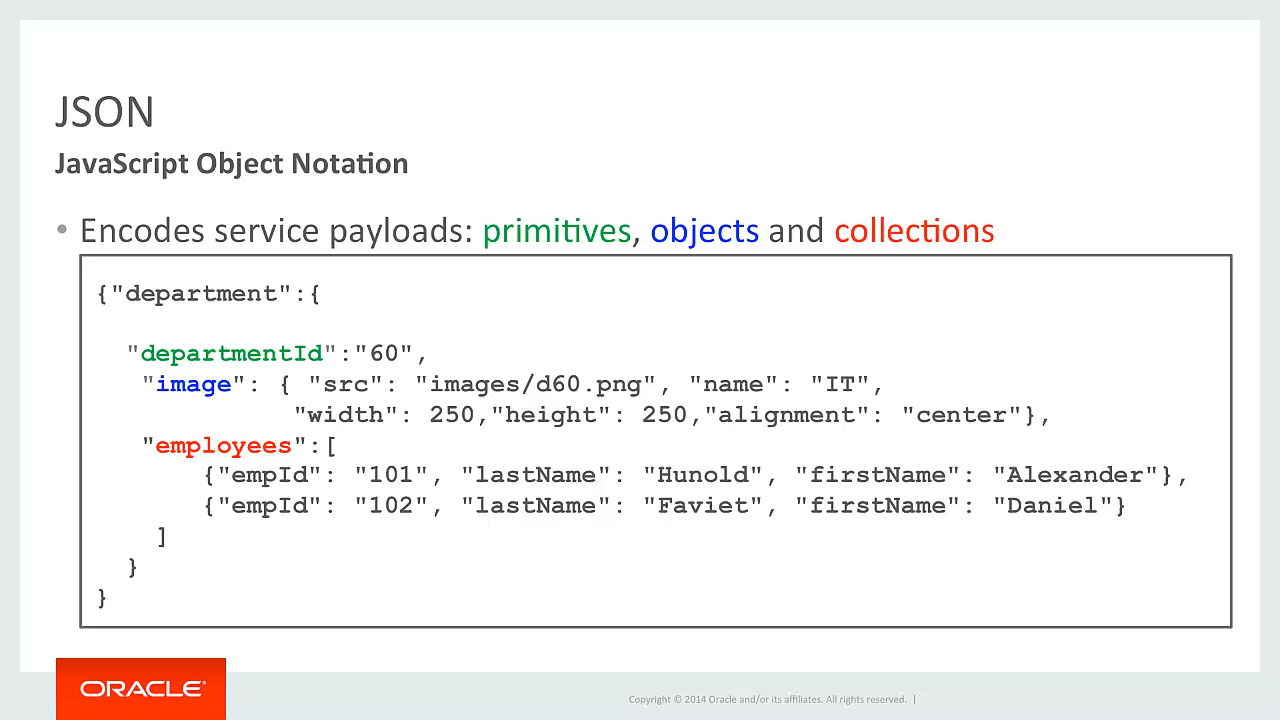 JSON
JavaScript Object Notation
• Encodes service payloads: primitives, objects and collections
{"department":{
"departmentId":"60",
"image": { "src": "images/d60.png", "name": "IT",
"width": 250,"height": 250,"alignment": "center"},
"employees":[
{"empId": "101", "lastName": "Hunold", "firstName": "Alexander"},
{"empId": "102", "lastName": "Faviet", "firstName": "Daniel"}
]
}
}
ORACLE®
Copyright © 2014 Oracle and/or its affiliates. All rights reserved. |